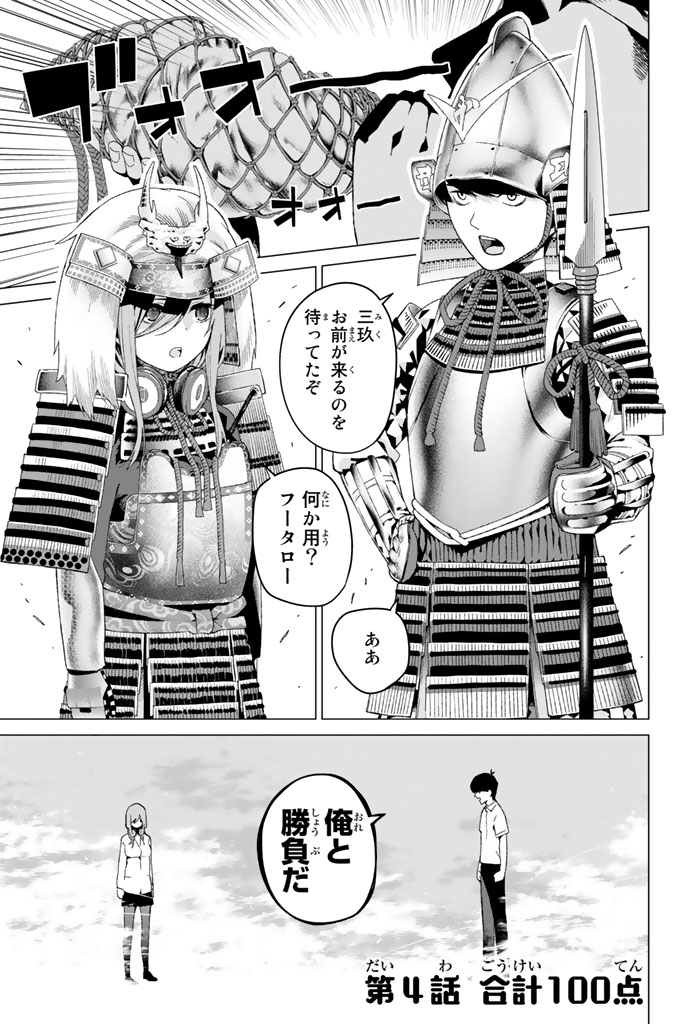 ブォオーー
ォオー
三玖
お前が来るのを
待ってたぞ
何か用？
フータロー
ああ
俺と
勝負だ
第4話 合計100点